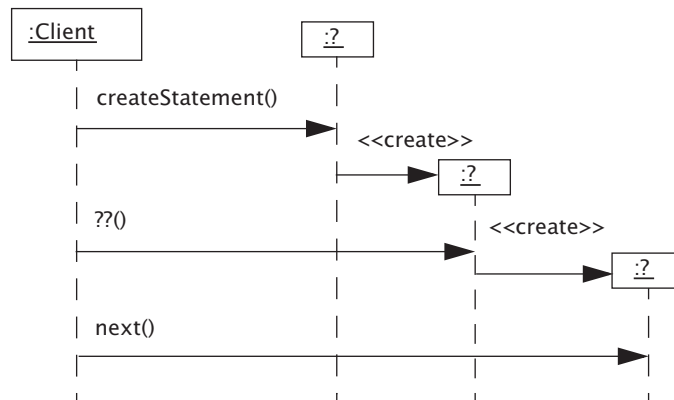 :Client
:?
createStatement()
<<create>>
:?
??()
<<create>>
:?
next()